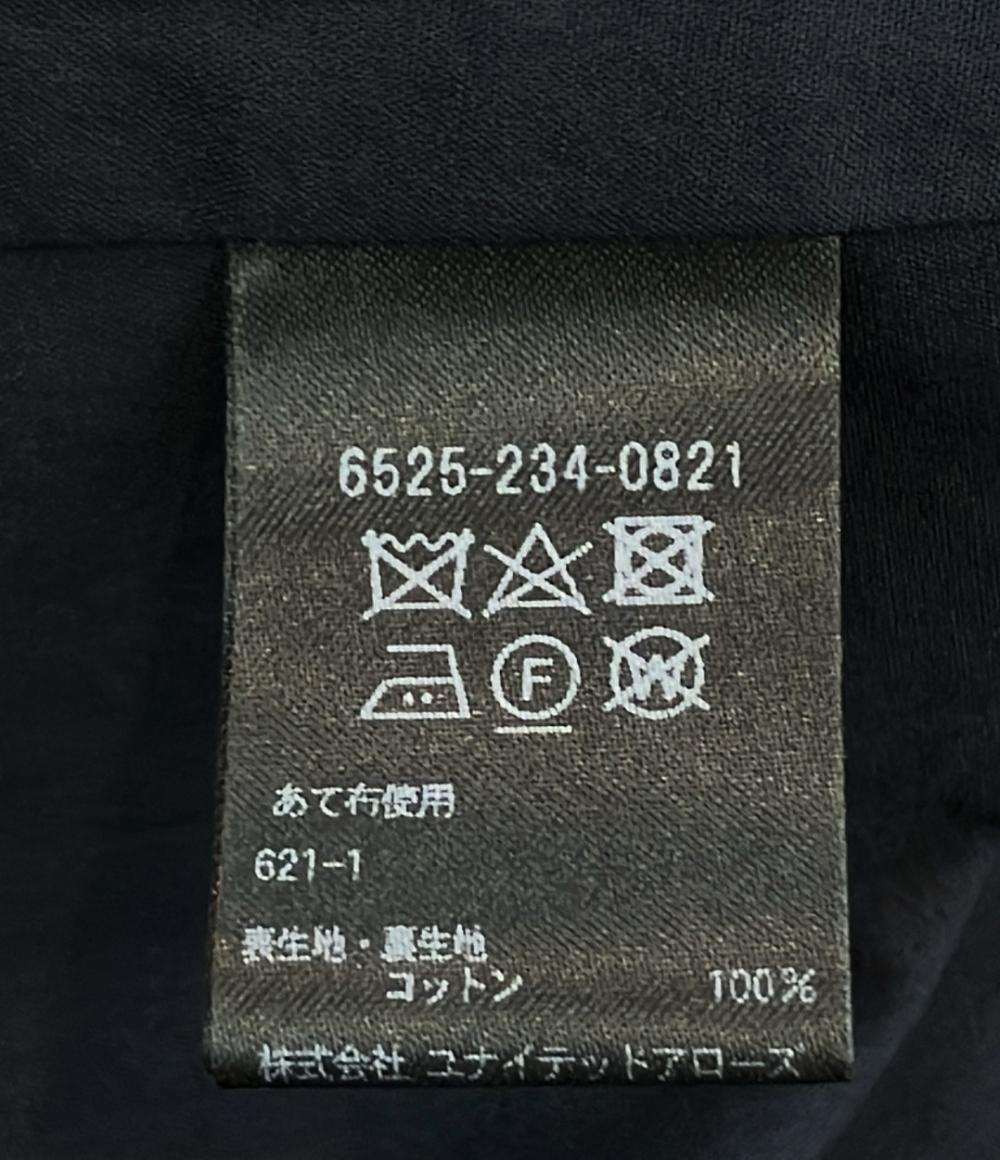 6525-234-0821
F
W
あて布使用
621-1
表生地・裏生地
コットン 100%
株式会社 ユナイテッドアローズ